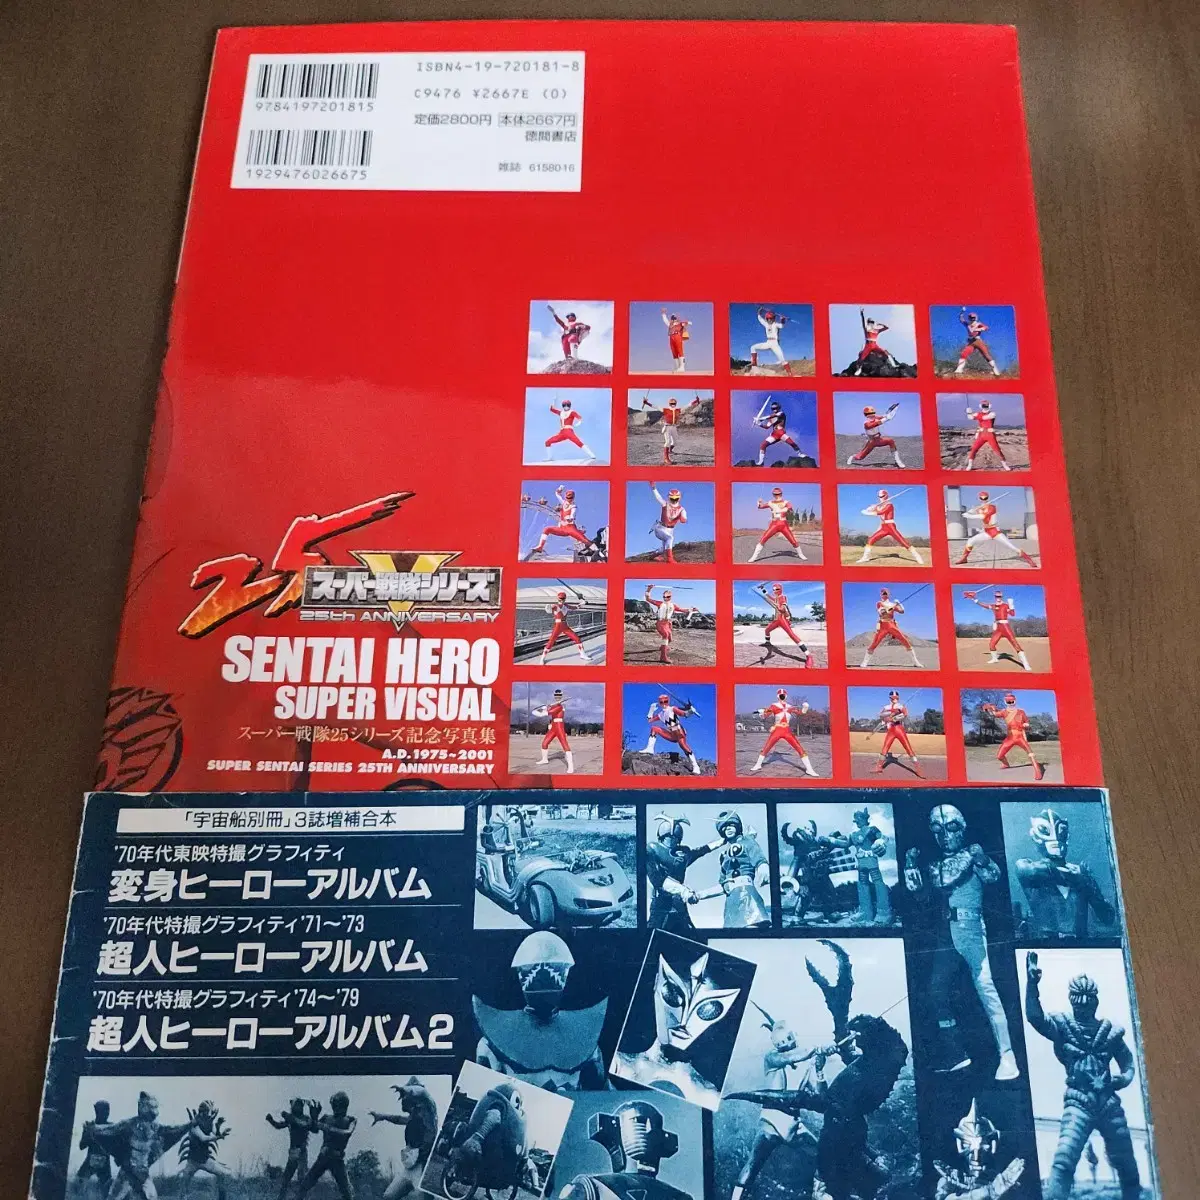 ISBN4-19-720181-8
C9476 ¥2667E (0)
9784197201815
定価2800円 本体2667円
徳間書店
1929476026675
雑誌 6158016
25
スーパー戦隊シリーズ
25th ANNIVERSARY
SENTAI HERO
SUPER VISUAL
スーパー戦隊25シリーズ記念写真集
A.D.1975~2001
SUPER SENTAI SERIES 25TH ANNIVERSARY
「宇宙船別冊」3誌増補合本
'70年代東映特撮グラフィティ
変身ヒーローアルバム
'70年代特撮グラフィティ'71〜'73
超人ヒーローアルバム
'70年代特撮グラフィティ'74〜'79
超人ヒーローアルバム2